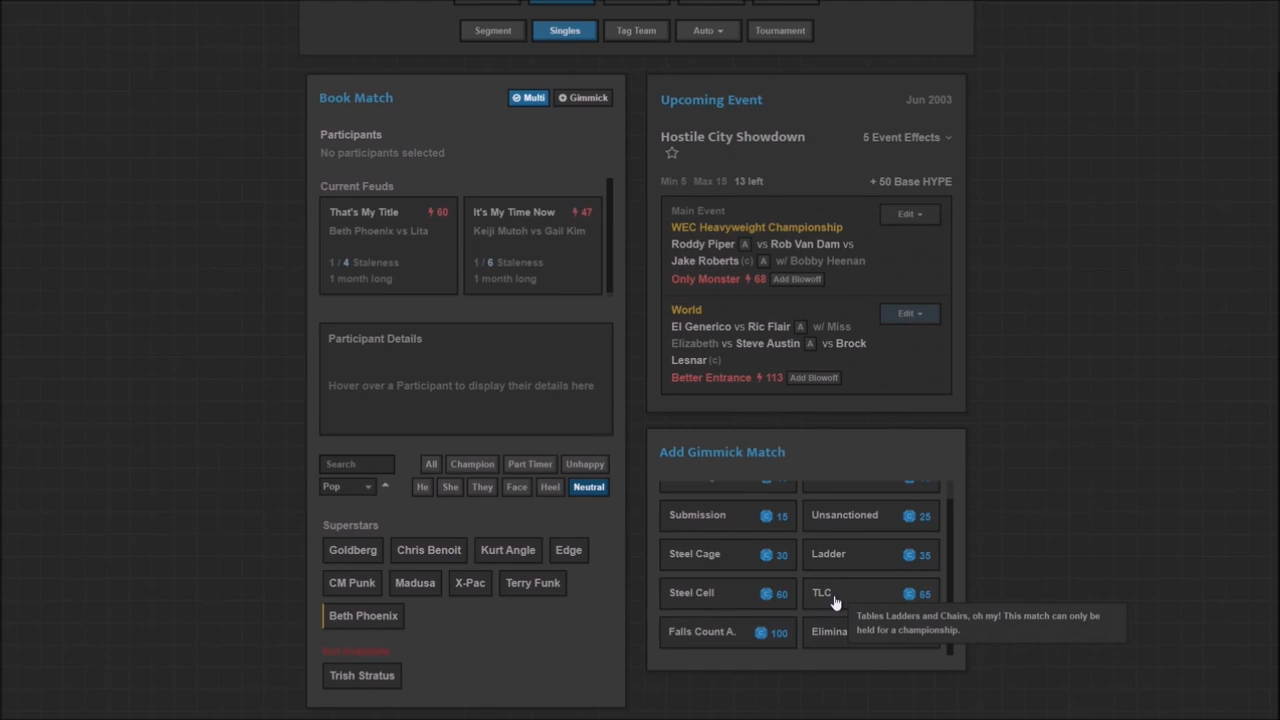 Segment Singles Tag Team Auto Tournament
Book Match Multi Gimmick
Participants
No participants selected
Current Feuds
That's My Title 60
Beth Phoenix vs Lita
1 / 4 Staleness
1 month long
It's My Time Now 47
Keiji Mutoh vs Gail Kim
1 / 6 Staleness
1 month long
Participant Details
Hover over a Participant to display their details here
Search All Champion Part Timer Unhappy
Pop He She They Face Heel Neutral
Superstars
Goldberg Chris Benoit Kurt Angle Edge
CM Punk Madusa X-Pac Terry Funk
Beth Phoenix
Trish Stratus
Upcoming Event Jun 2003
Hostile City Showdown 5 Event Effects
Min 5 Max 15 13 left + 50 Base HYPE
Main Event Edit
WEC Heavyweight Championship
Roddy Piper A vs Rob Van Dam vs
Jake Roberts (c) A w/ Bobby Heenan
Only Monster 68 Add Blowoff
World Edit
El Generico vs Ric Flair A w/ Miss
Elizabeth vs Steve Austin A vs Brock
Lesnar (c)
Better Entrance 113 Add Blowoff
Add Gimmick Match
Submission C 15 Unsanctioned C 25
Steel Cage C 30 Ladder C 35
Steel Cell C 60 TLC C 65
Falls Count A. C 100 Elimina
Tables Ladders and Chairs, oh my! This match can only be
held for a championship.